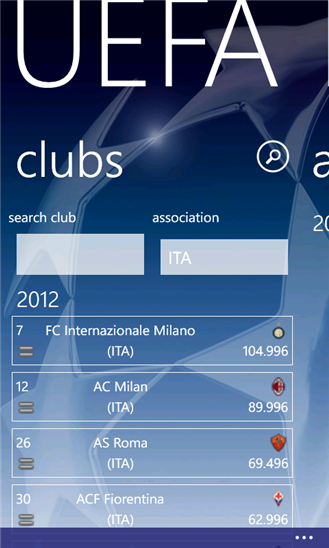 UEFA
clubs
search club association
ITA
2012
7 FC Internazionale Milano
(ITA) 104.996
12 AC Milan
(ITA) 89.996
26 AS Roma
(ITA) 69.496
30 ACF Fiorentina
(ITA) 62.996